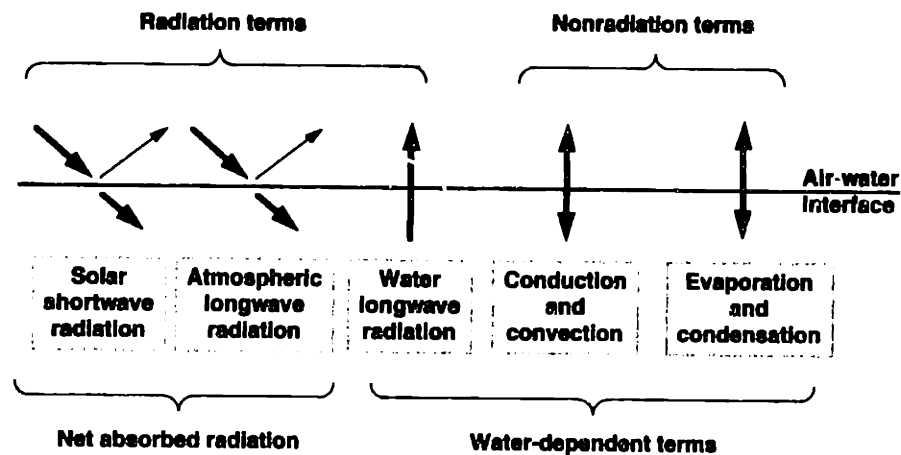 Radiation terms
Nonradiation terms
Air-water
interface
Solar
shortwave
radiation
Atmospheric
longwave
radiation
Water
longwave
radiation
Conduction
and
convection
Evaporation
and
condensation
Net absorbed radiation
Water-dependent terms